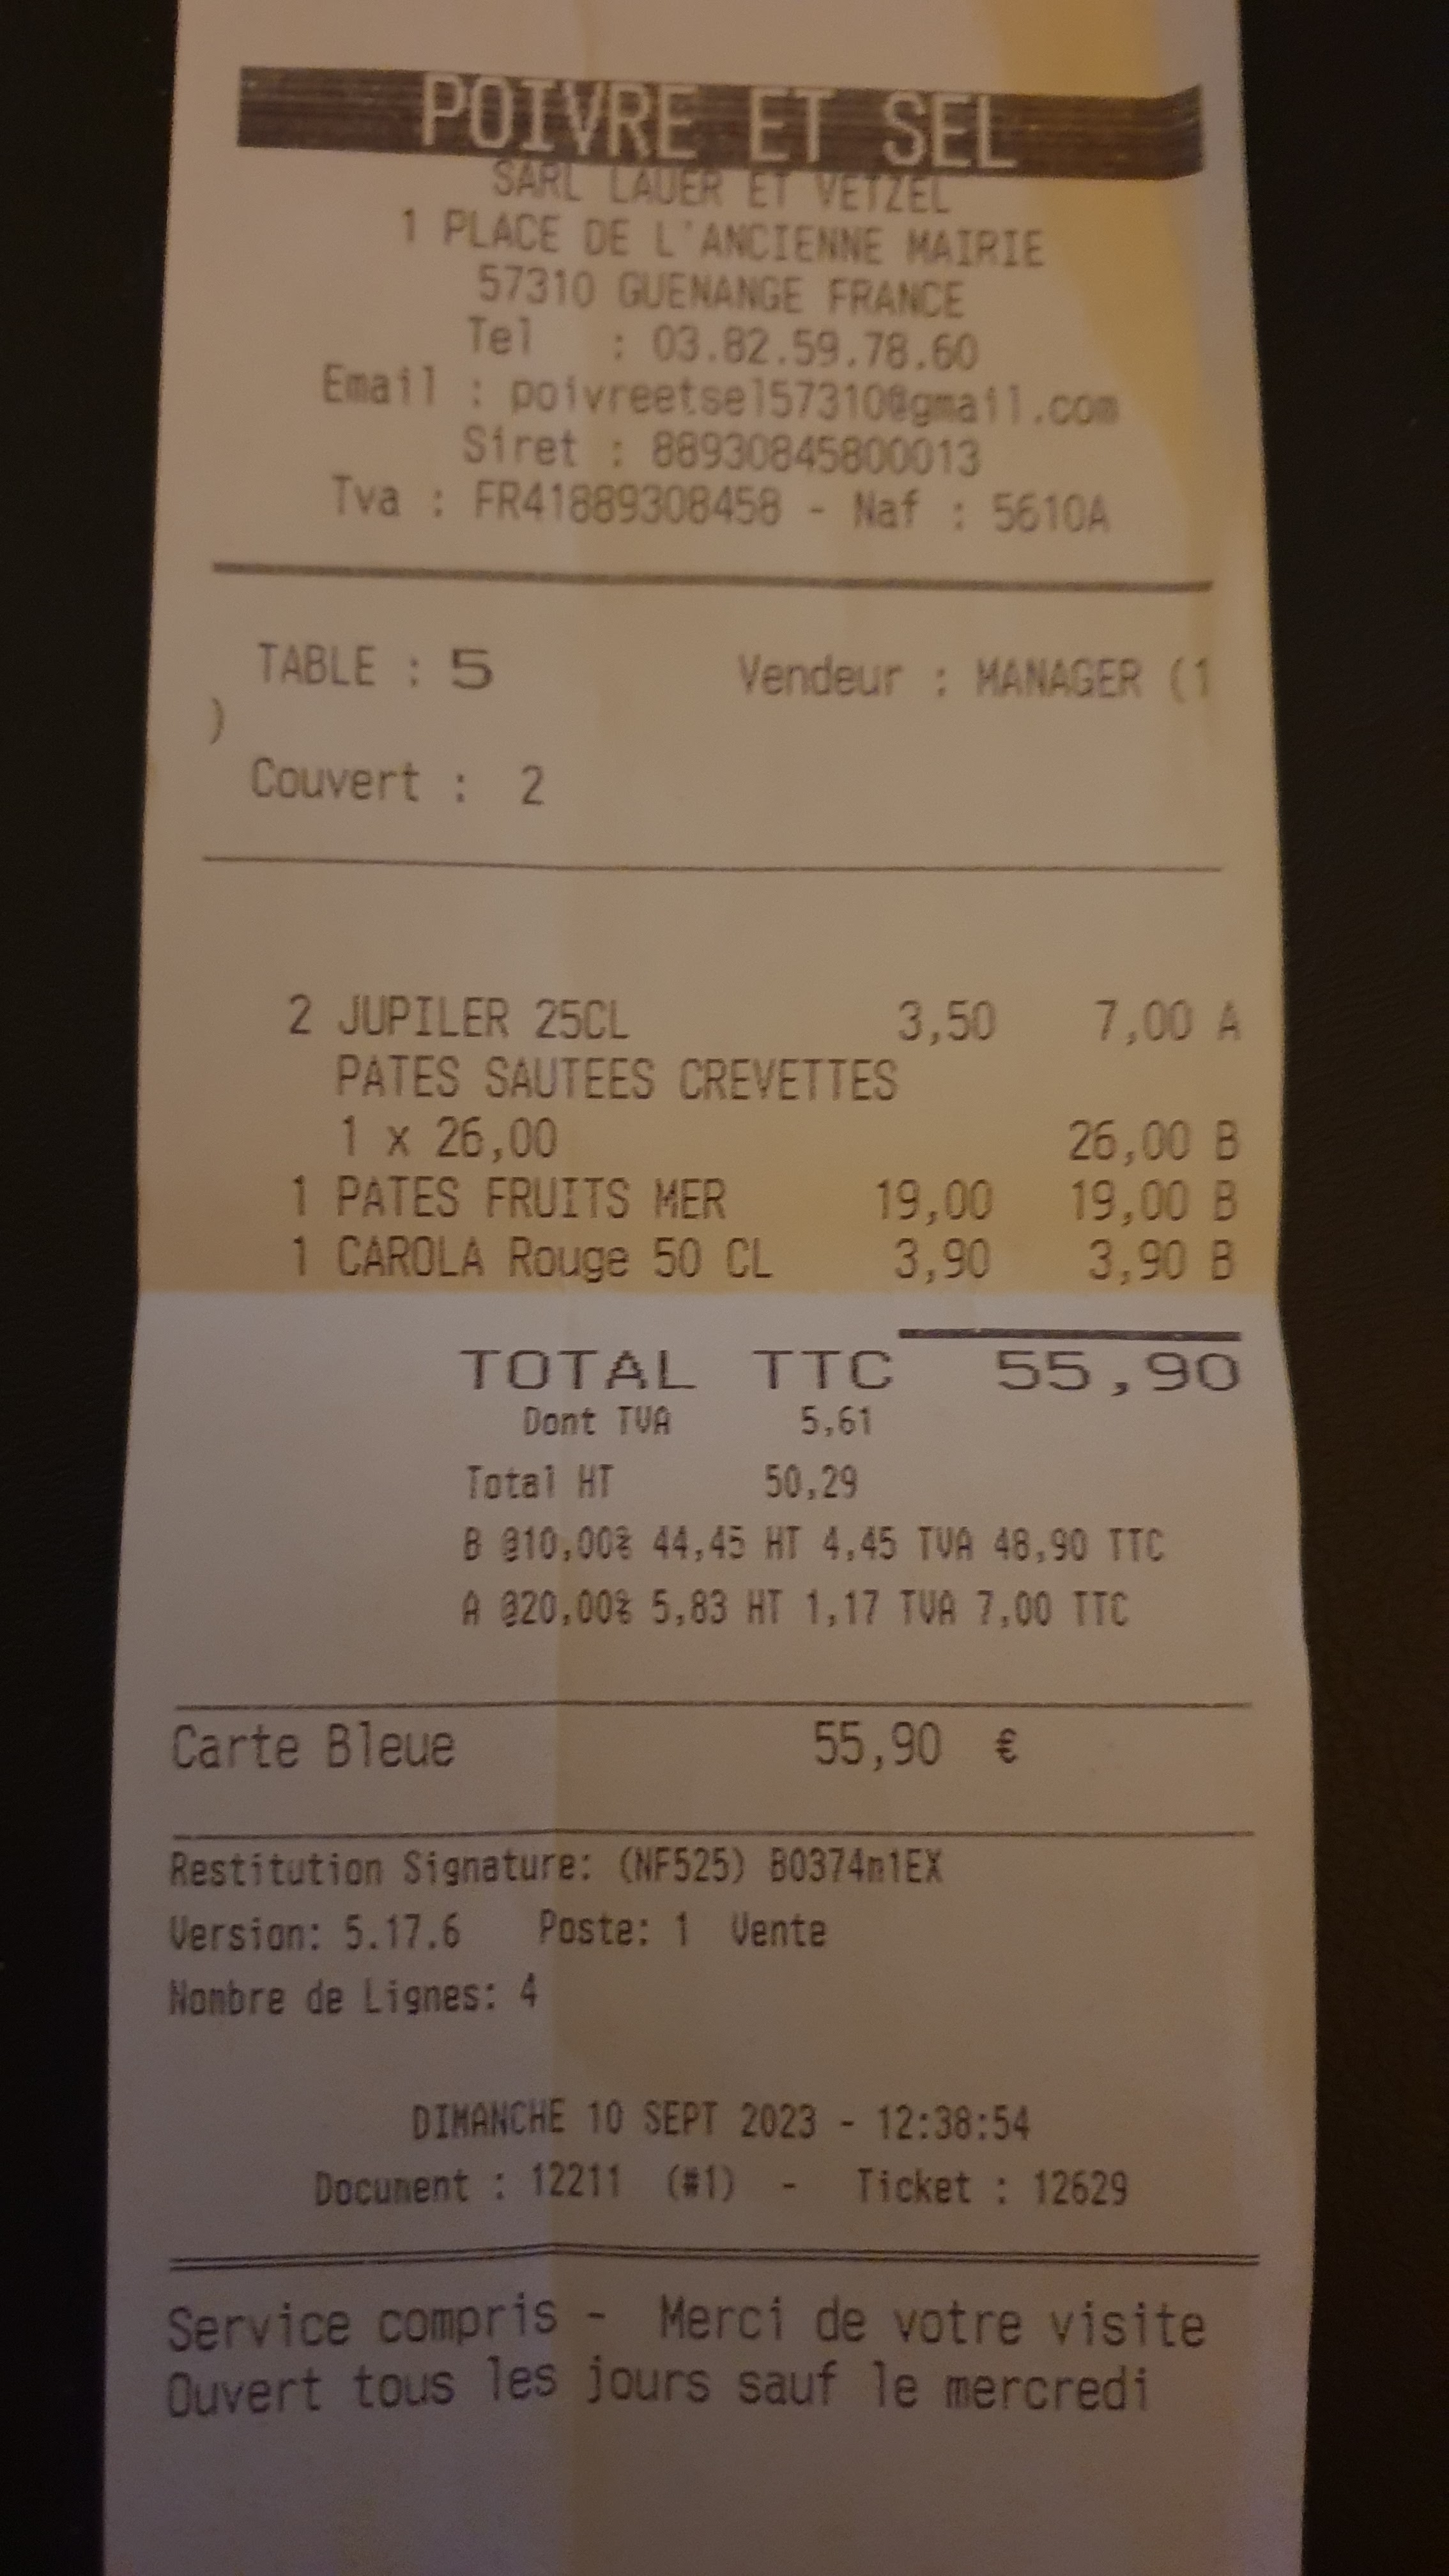 POIVRE ET SEL
SARL LAUER ET VETZEL
1 PLACE DE L'ANCIENNE MAIRIE
57310 GUENANGE FRANCE
Tel : 03.82.59.78.60
Email : poivreetsel57310@gmail.com
Siret : 88930845800013
Tva : FR41889308458 - Naf : 5610A
TABLE : 5 Vendeur : MANAGER (1
)
Couvert : 2
2 JUPILER 25CL 3,50 7,00 A
PATES SAUTEES CREVETTES
1 x 26,00 26,00 B
1 PATES FRUITS MER 19,00 19,00 B
1 CAROLA Rouge 50 CL 3,90 3,90 B
TOTAL TTC 55,90
Dont TVA 5,61
Total HT 50,29
B @10,00% 44,45 HT 4,45 TVA 48,90 TTC
A @20,00% 5,83 HT 1,17 TVA 7,00 TTC
Carte Bleue 55,90 €
Restitution Signature: (NF525) B0374m1EX
Version: 5.17.6 Poste: 1 Vente
Nombre de Lignes: 4
DIMANCHE 10 SEPT 2023 - 12:38:54
Document : 12211 (#1) - Ticket : 12629
Service compris - Merci de votre visite
Ouvert tous les jours sauf le mercredi